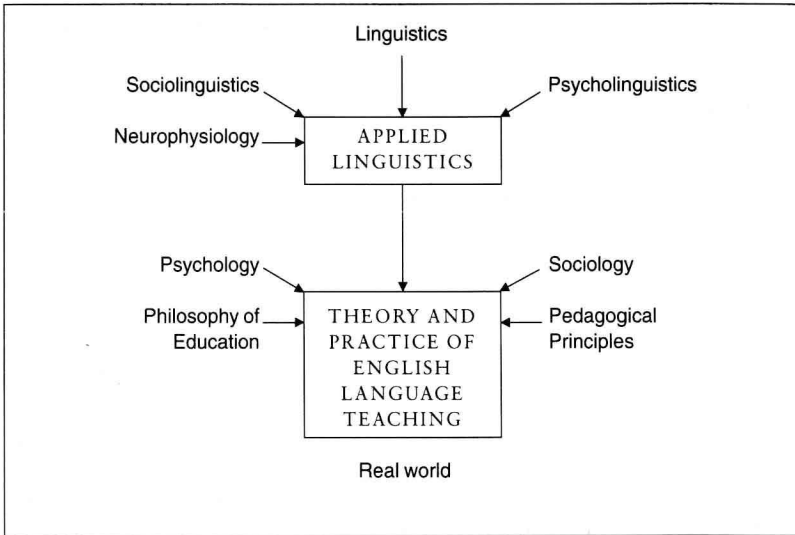 Linguistics
Sociolinguistics
Psycholinguistics
Neurophysiology
APPLIED
LINGUISTICS
Psychology
Sociology
Philosophy of
Education
THEORY AND
PRACTICE OF
ENGLISH
LANGUAGE
TEACHING
Pedagogical
Principles
Real world